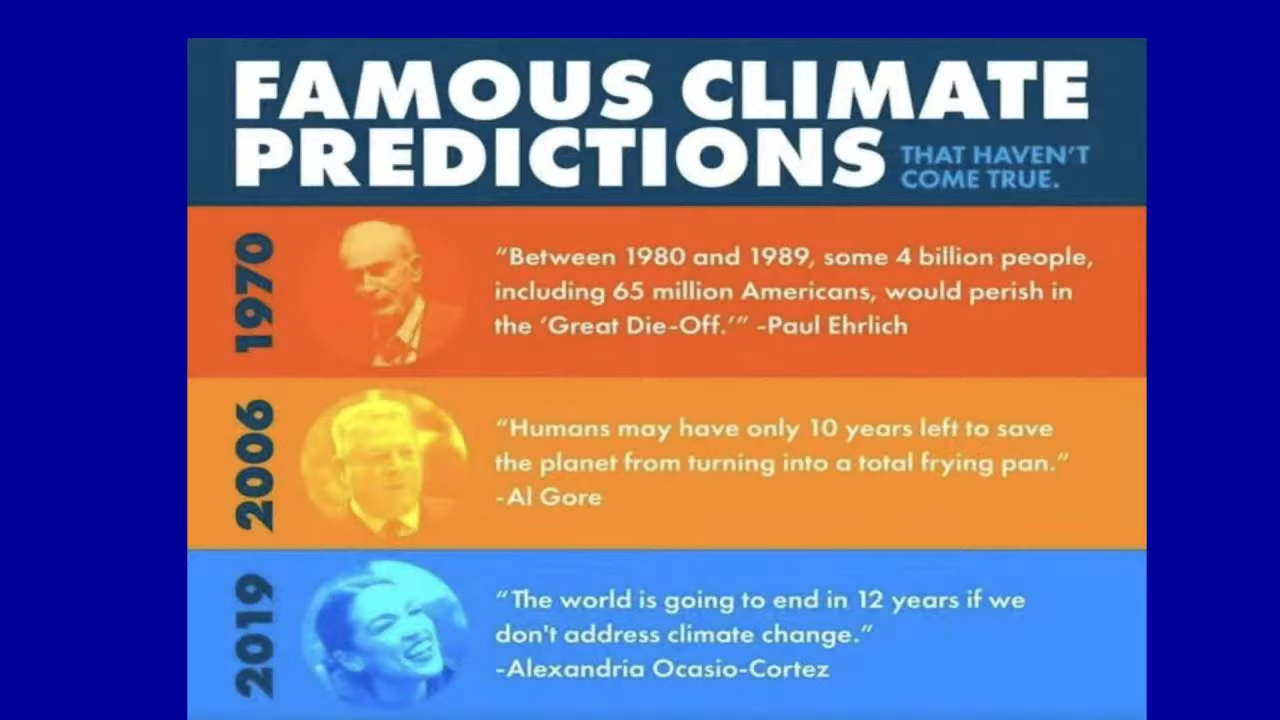 FAMOUS CLIMATE
PREDICTIONS THAT HAVEN'T
COME TRUE.
1970
“Between 1980 and 1989, some 4 billion people,
including 65 million Americans, would perish in
the ‘Great Die-Off.’” -Paul Ehrlich
2006
“Humans may have only 10 years left to save
the planet from turning into a total frying pan.”
-Al Gore
2019
“The world is going to end in 12 years if we
don't address climate change.”
-Alexandria Ocasio-Cortez